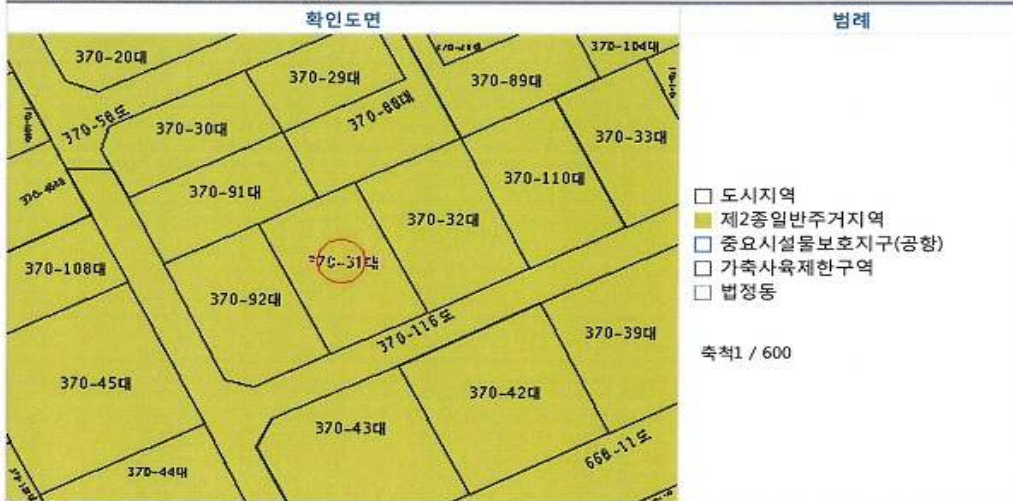 확인도면
범례
370-20대
370-29대
370-104대
370-89대
370-58도
370-30대
370-88대
370-33대
370-91대
370-110대
370-32대
370-108대
370-31대
370-92대
370-116도
370-39대
370-45대
370-42대
370-43대
370-44대
668-11도
도시지역
제2종일반주거지역
중요시설물보호지구(공항)
가축사육제한구역
법정동
축척1 / 600